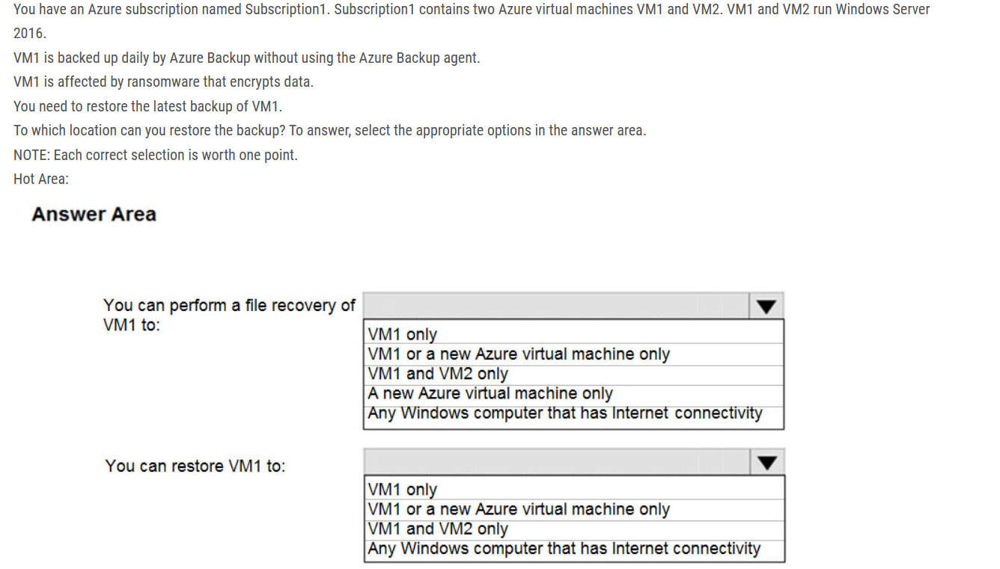 You have an Azure subscription named Subscription1. Subscription1 contains two Azure virtual machines VM1 and VM2. VM1 and VM2 run Windows Server
2016.
VM1 is backed up daily by Azure Backup without using the Azure Backup agent.
VM1 is affected by ransomware that encrypts data.
You need to restore the latest backup of VM1.
To which location can you restore the backup? To answer, select the appropriate options in the answer area.
NOTE: Each correct selection is worth one point.
Hot Area:
Answer Area
You can perform a file recovery of
VM1 to:
VM1 only
VM1 or a new Azure virtual machine only
VM1 and VM2 only
A new Azure virtual machine only
Any Windows computer that has Internet connectivity
You can restore VM1 to:
VM1 only
VM1 or a new Azure virtual machine only
VM1 and VM2 only
Any Windows computer that has Internet connectivity